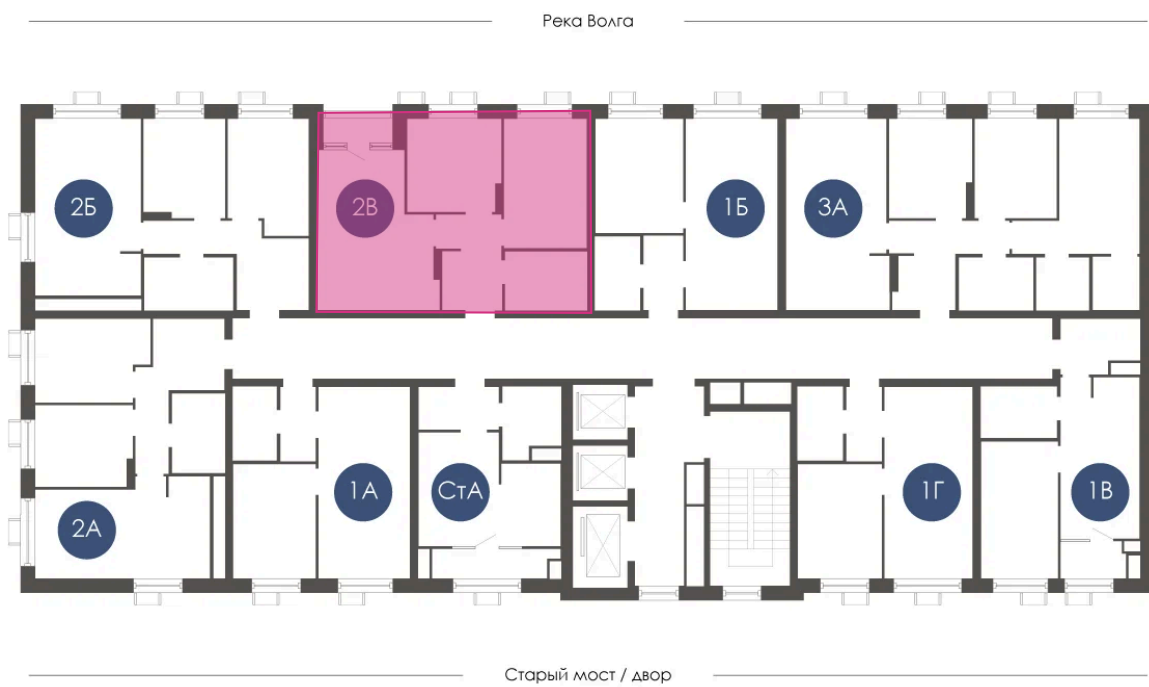 Река Волга
2Б
2В
1Б
3А
1А
СтА
1Г
1В
2А
Старый мост / двор